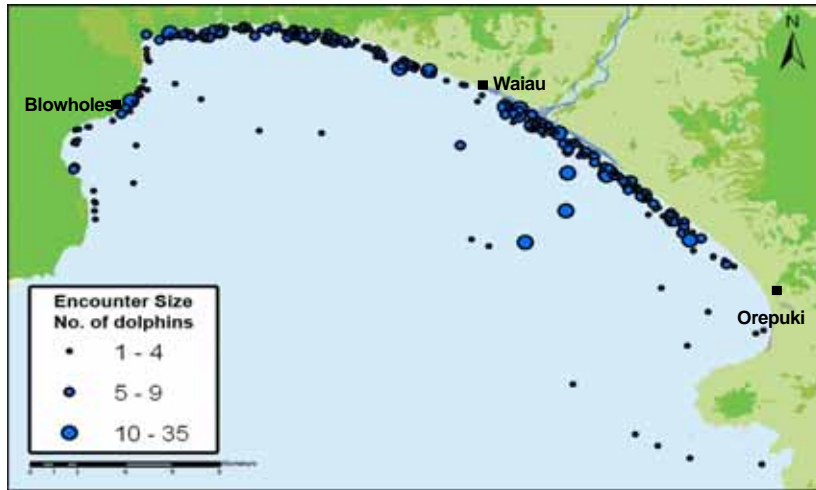 N
Waiau
Blowholes
Orepuki
Encounter Size
No. of dolphins
1 - 4
5 - 9
10 - 35